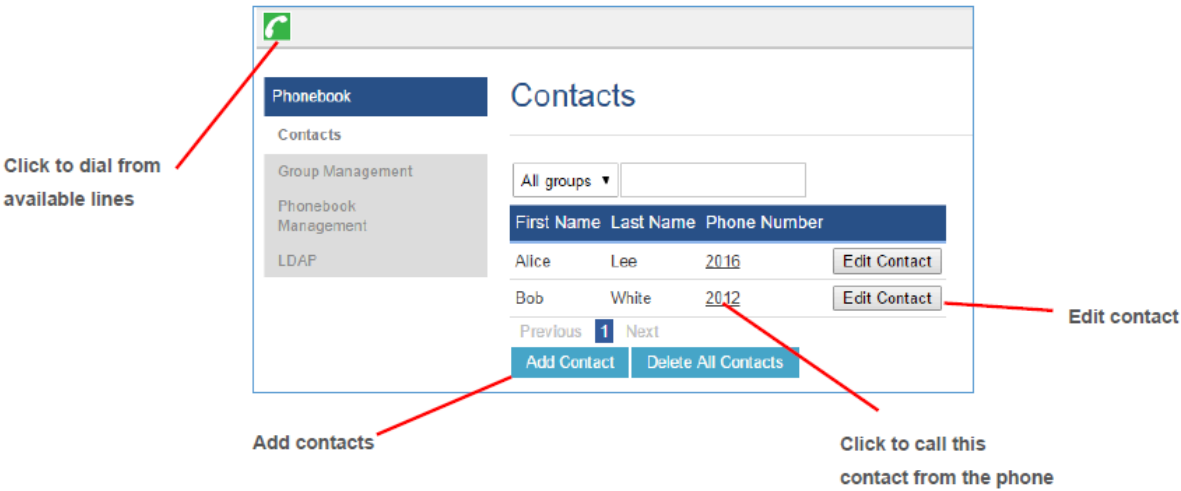 Phonebook
Contacts
Contacts
Group Management
Phonebook
Management
LDAP
All groups ▼
First Name Last Name Phone Number
Alice Lee 2016 Edit Contact
Bob White 2012 Edit Contact
Previous 1 Next
Add Contact Delete All Contacts
Click to dial from
available lines
Edit contact
Add contacts
Click to call this
contact from the phone